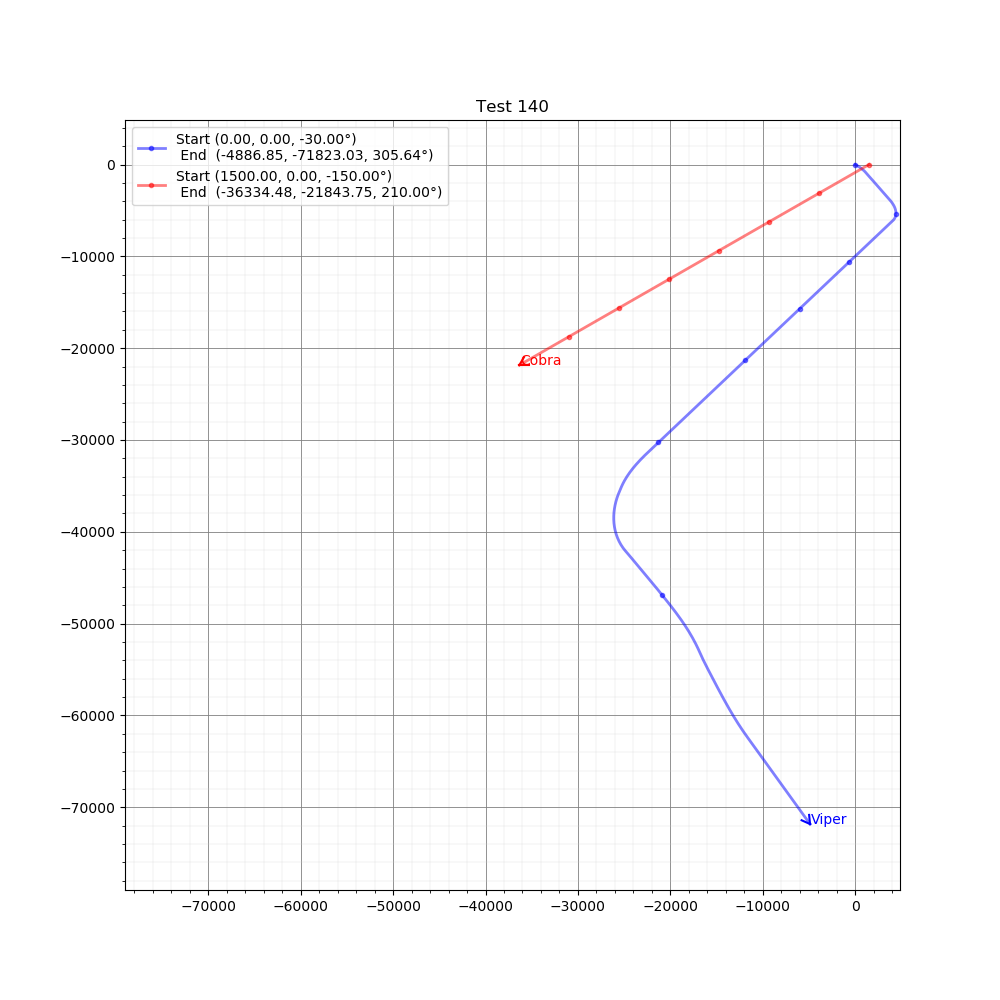 Test 140
Start (0.00, 0.00, -30.00°)
End (-4886.85, -71823.03, 305.64°)
Start (1500.00, 0.00, -150.00°)
End (-36334.48, -21843.75, 210.00°)
0
−10000
−20000
−30000
−40000
−50000
−60000
−70000
Cobra
Viper
−70000 −60000 −50000 −40000 −30000 −20000 −10000 0